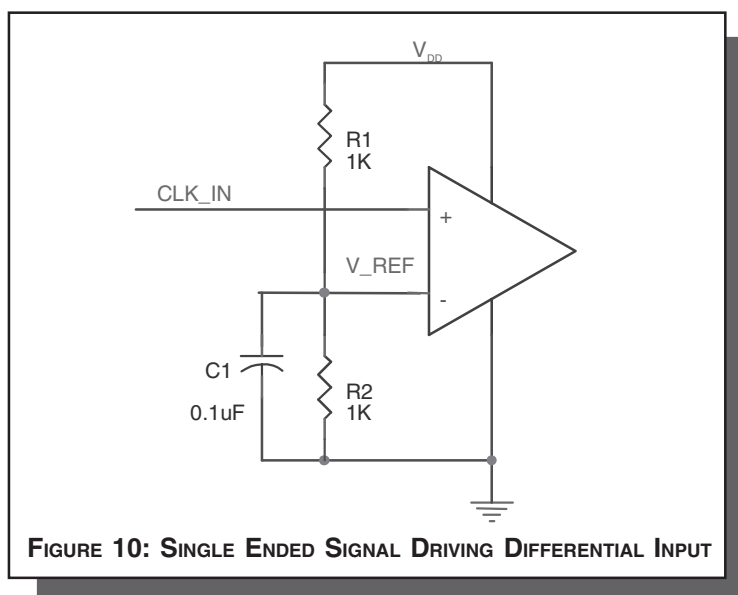 V_DD
R1
1K
CLK_IN
+
V_REF
-
C1
0.1uF
R2
1K
FIGURE 10: SINGLE ENDED SIGNAL DRIVING DIFFERENTIAL INPUT